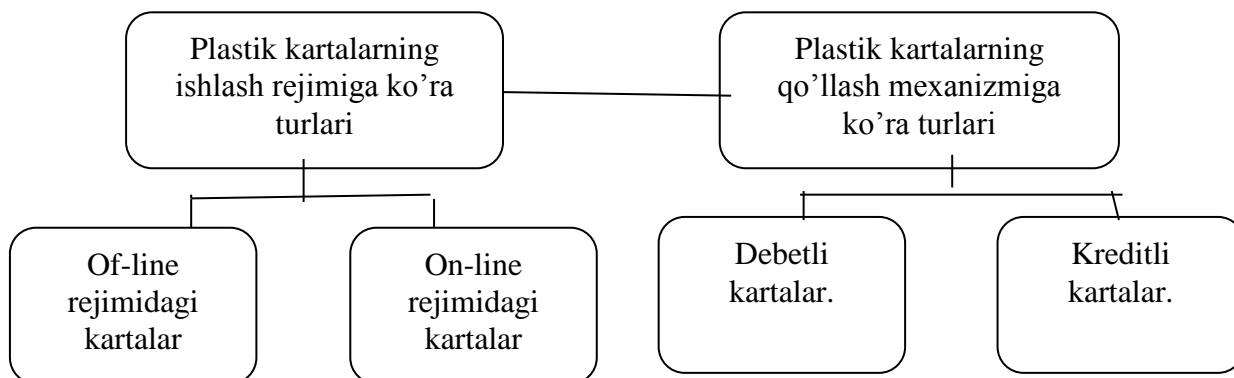 Plastik kartalarning
ishlash rejimiga ko’ra
turlari
Plastik kartalarning
qo’llash mexanizmiga
ko’ra turlari
Of-line
rejimidagi
kartalar
On-line
rejimidagi
kartalar
Debetli
kartalar.
Kreditli
kartalar.